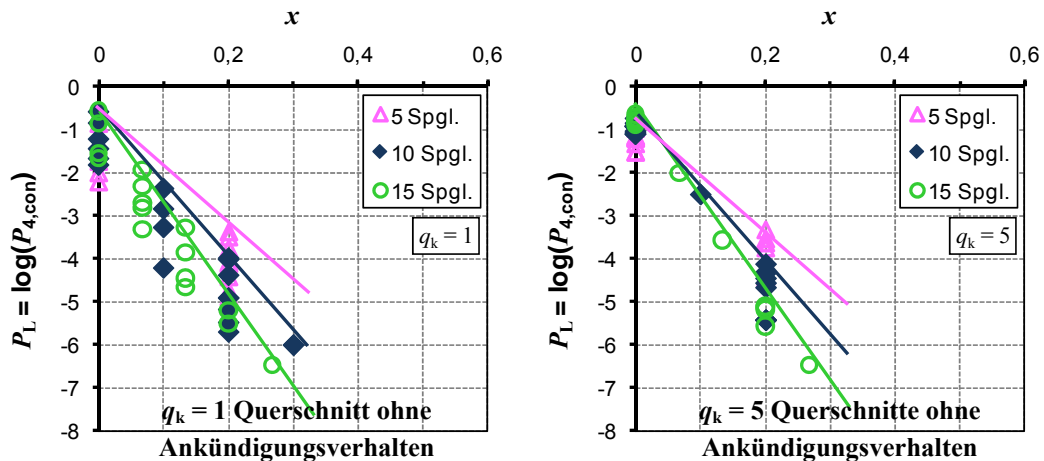 x
0 0,2 0,4 0,6
0
-1
-2
-3
-4
-5
-6
-7
-8
P_L = log(P_4,con)
5 Spgl.
10 Spgl.
15 Spgl.
q_k = 1
q_k = 1 Querschnitt ohne
Ankündigungsverhalten
x
0 0,2 0,4 0,6
0
-1
-2
-3
-4
-5
-6
-7
-8
P_L = log(P_4,con)
5 Spgl.
10 Spgl.
15 Spgl.
q_k = 5
q_k = 5 Querschnitte ohne
Ankündigungsverhalten